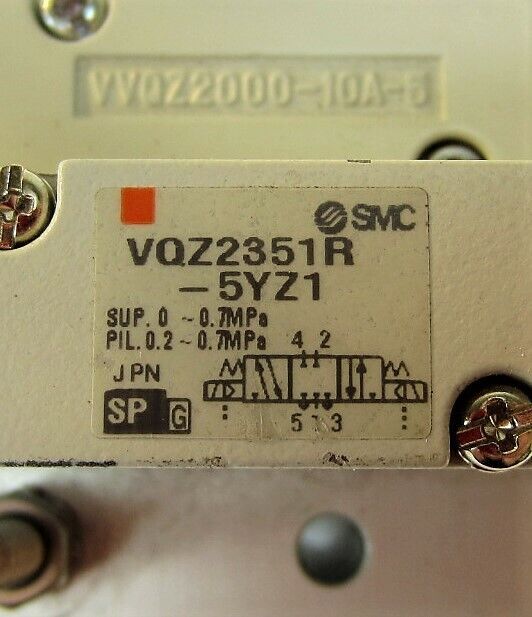 VVQZ2000-10A-5
SMC
VQZ2351R
-5YZ1
SUP. 0 ~ 0.7MPa
PIL. 0.2 ~ 0.7MPa
4 2
JPN
SP G
5 3